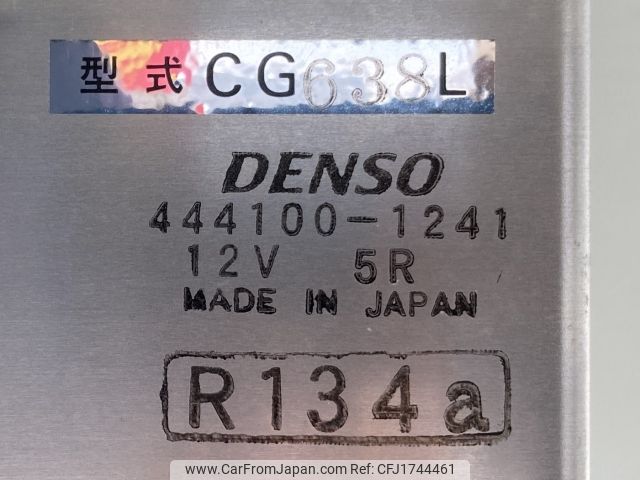 型式 CG638L
DENSO
444100-1241
12V 5R
MADE IN JAPAN
R134a
www.CarFromJapan.com REF:CFJ1744461